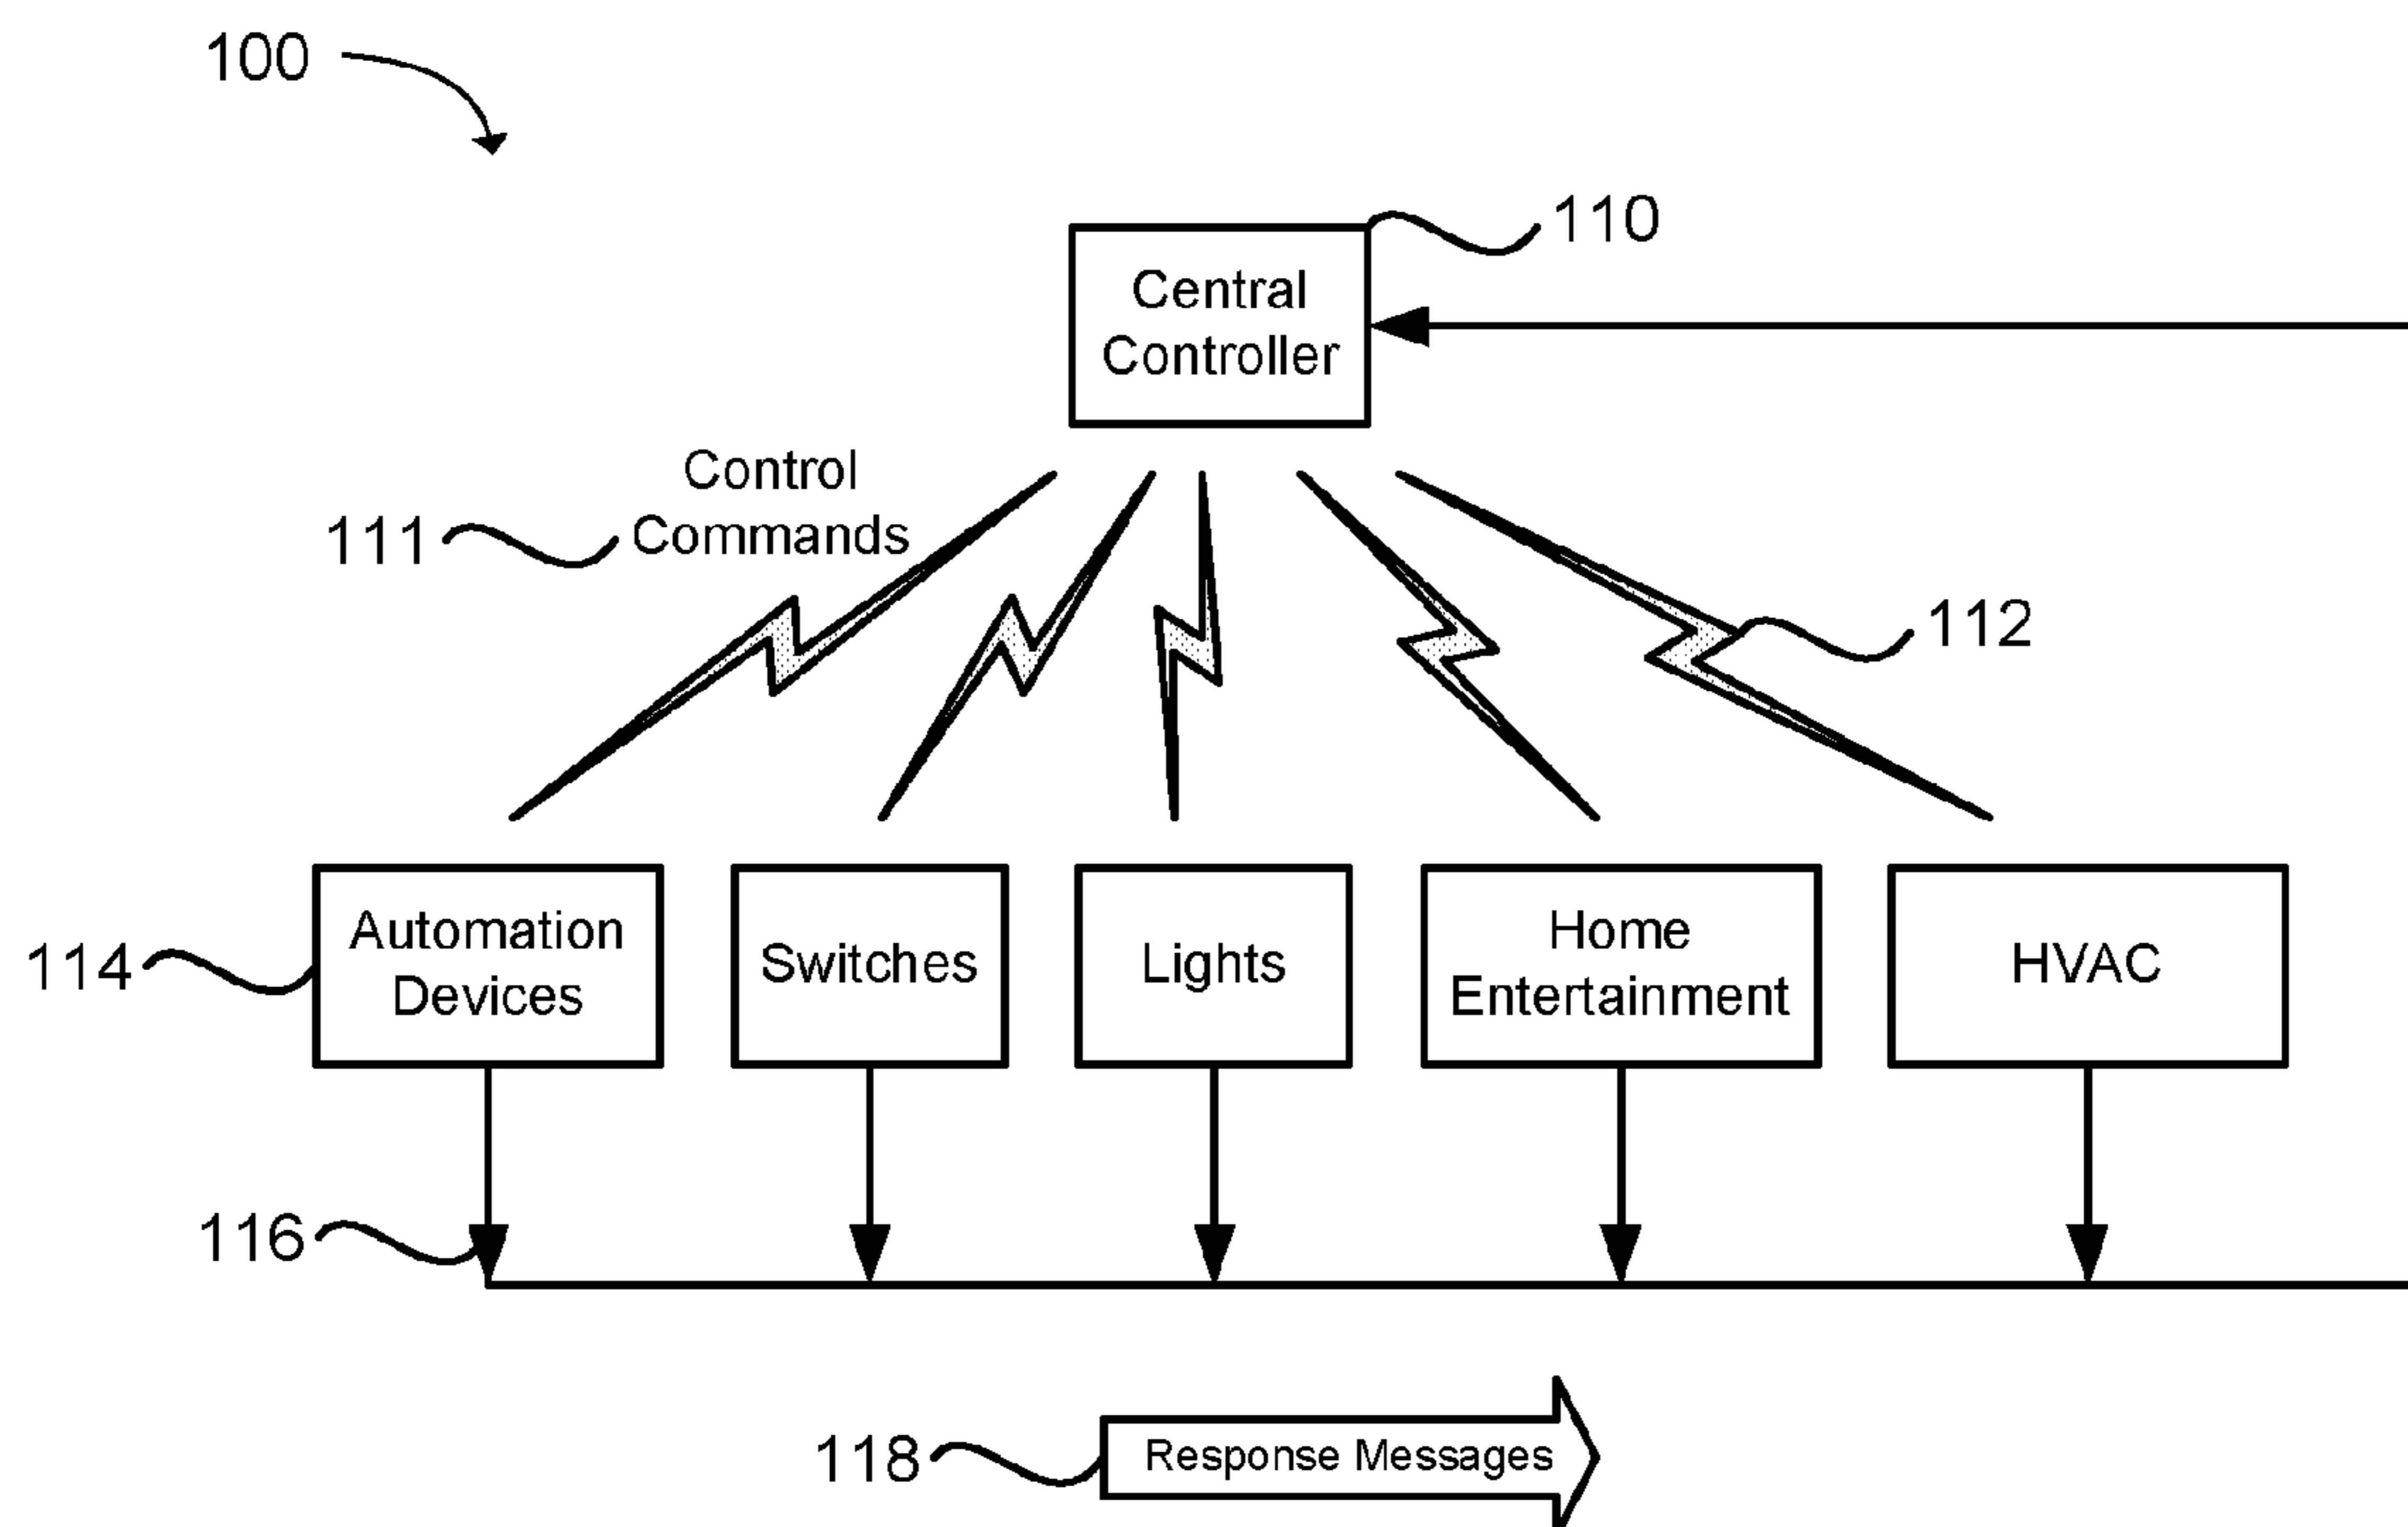 100
110
Central
Controller
Control
111
Commands
112
Automation
Devices
Switches
Lights
Home
Entertainment
HVAC
114
116
118
Response Messages